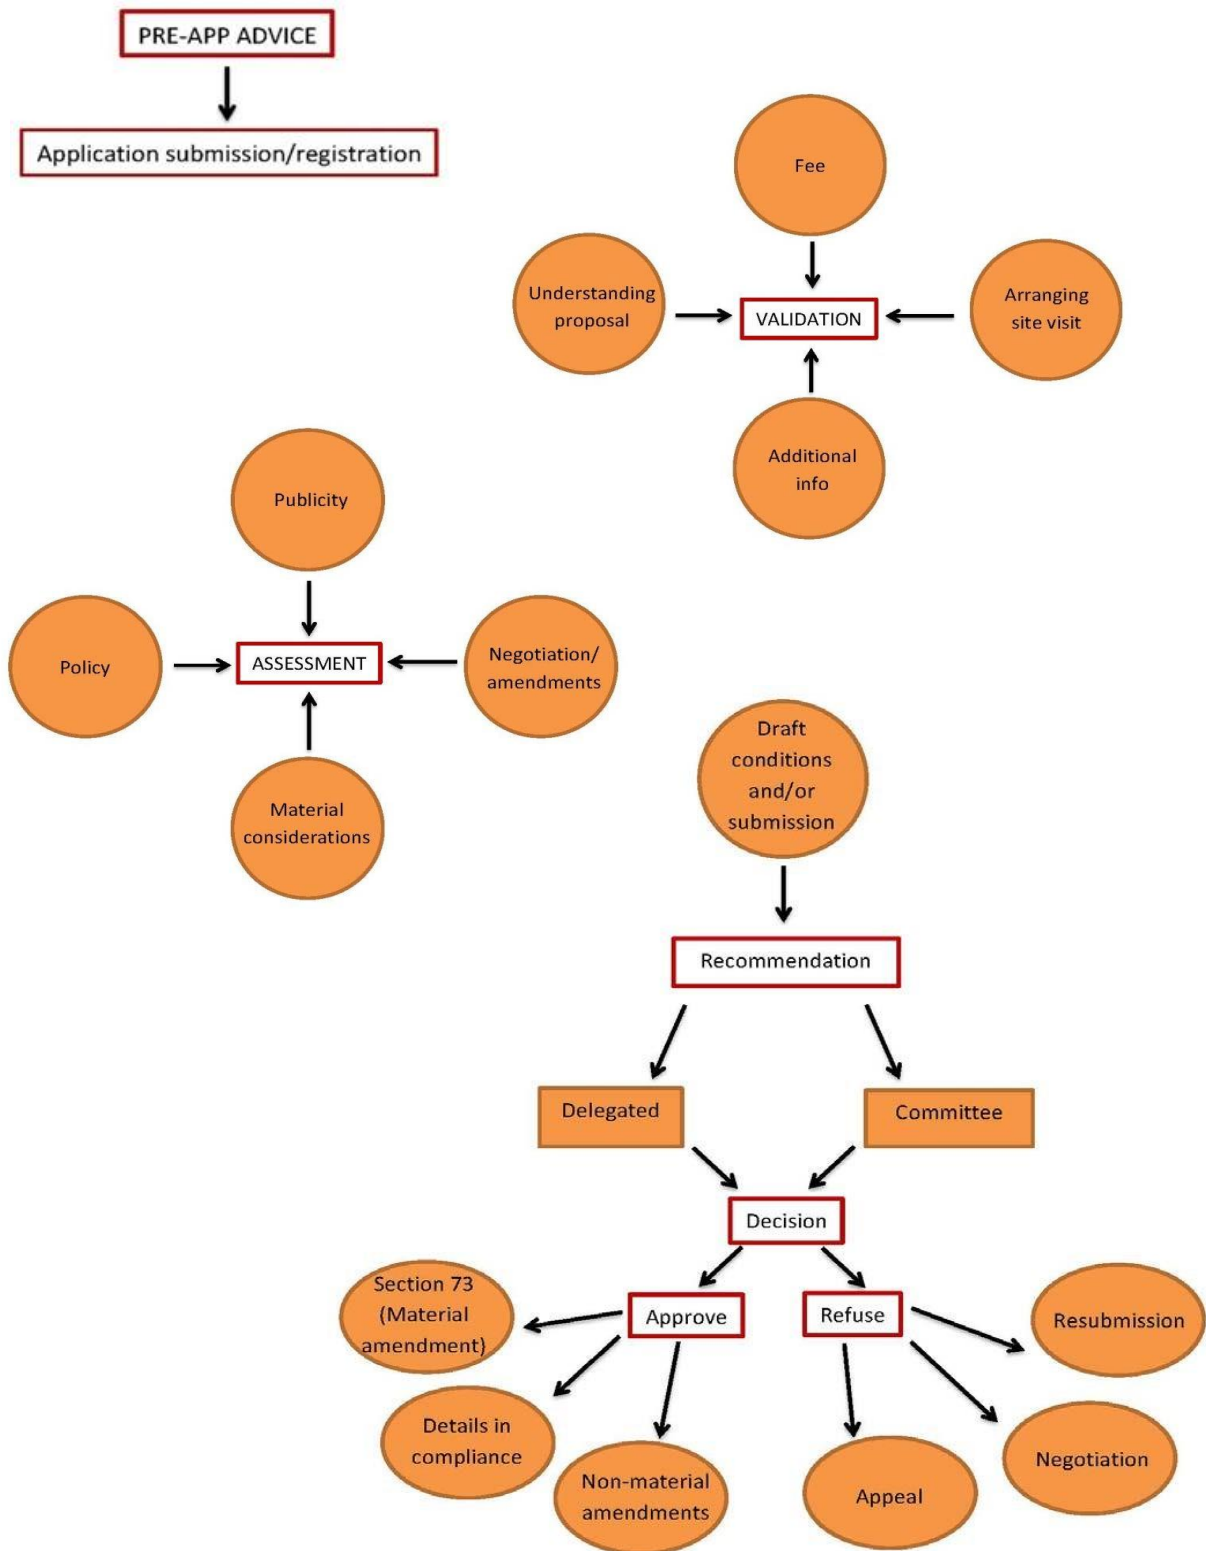 PRE-APP ADVICE
Application submission/registration
Fee
Understanding
proposal
VALIDATION
Arranging
site visit
Additional
info
Publicity
Policy
ASSESSMENT
Negotiation/
amendments
Material
considerations
Draft
conditions
and/or
submission
Recommendation
Delegated
Committee
Decision
Section 73
(Material
amendment)
Approve
Refuse
Resubmission
Details in
compliance
Non-material
amendments
Appeal
Negotiation